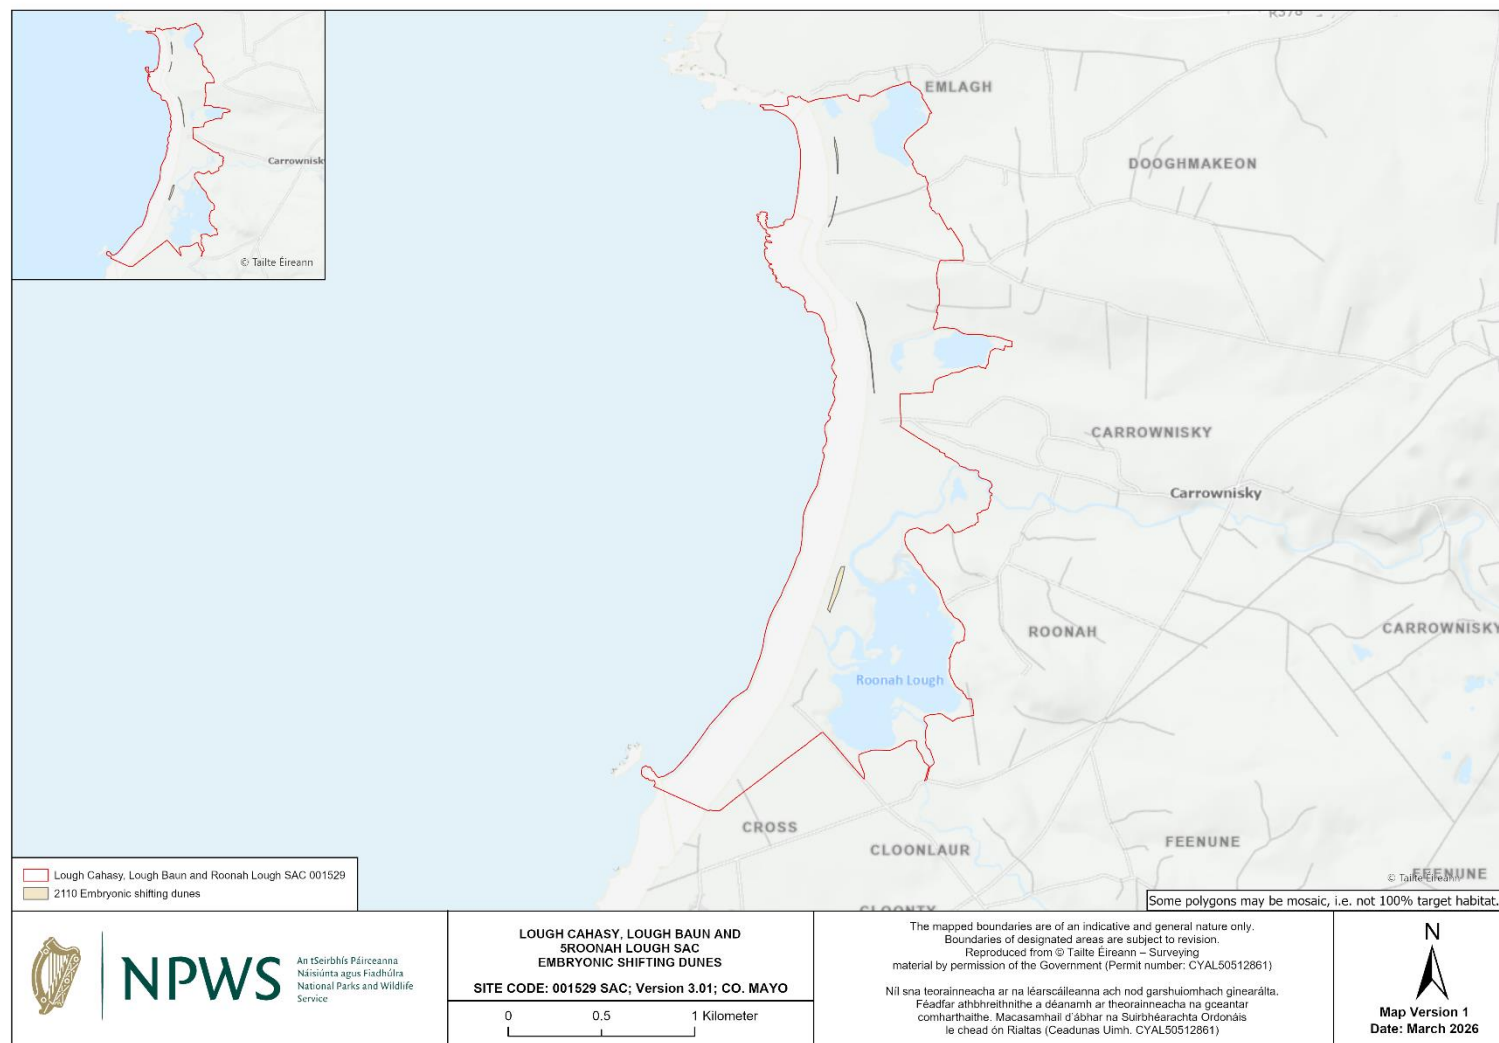 Carrownisk
© Tailte Éireann
R378
EMLAGH
DOOGHMAKEON
CARROWNISKY
Carrownisky
ROONAH
CARROWNISKY
Roonah Lough
CROSS
CLOONLAUR
FEENUNE
FEENUNE
© Tailte Éireann
CLOONTY
Lough Cahasy, Lough Baun and Roonah Lough SAC 001529
2110 Embryonic shifting dunes
Some polygons may be mosaic, i.e. not 100% target habitat.
NPWS
An tSeirbhís Páirceanna
Náisiúnta agus Fiadhúlra
National Parks and Wildlife
Service
LOUGH CAHASY, LOUGH BAUN AND
5ROONAH LOUGH SAC
EMBRYONIC SHIFTING DUNES
SITE CODE: 001529 SAC; Version 3.01; CO. MAYO
0 0.5 1 Kilometer
The mapped boundaries are of an indicative and general nature only.
Boundaries of designated areas are subject to revision.
Reproduced from © Tailte Éireann – Surveying
material by permission of the Government (Permit number: CYAL50512861)
Níl sna teorainneacha ar na léarscáileanna ach nod garshuiomhach ginearálta.
Féadfar athbhreithnithe a déanamh ar theorainneacha na gceantar
comharthaithe. Macasamhail d'ábhar na Suirbhéarachta Ordonáis
le chead ón Rialtas (Ceadunas Uimh. CYAL50512861)
N
Map Version 1
Date: March 2026